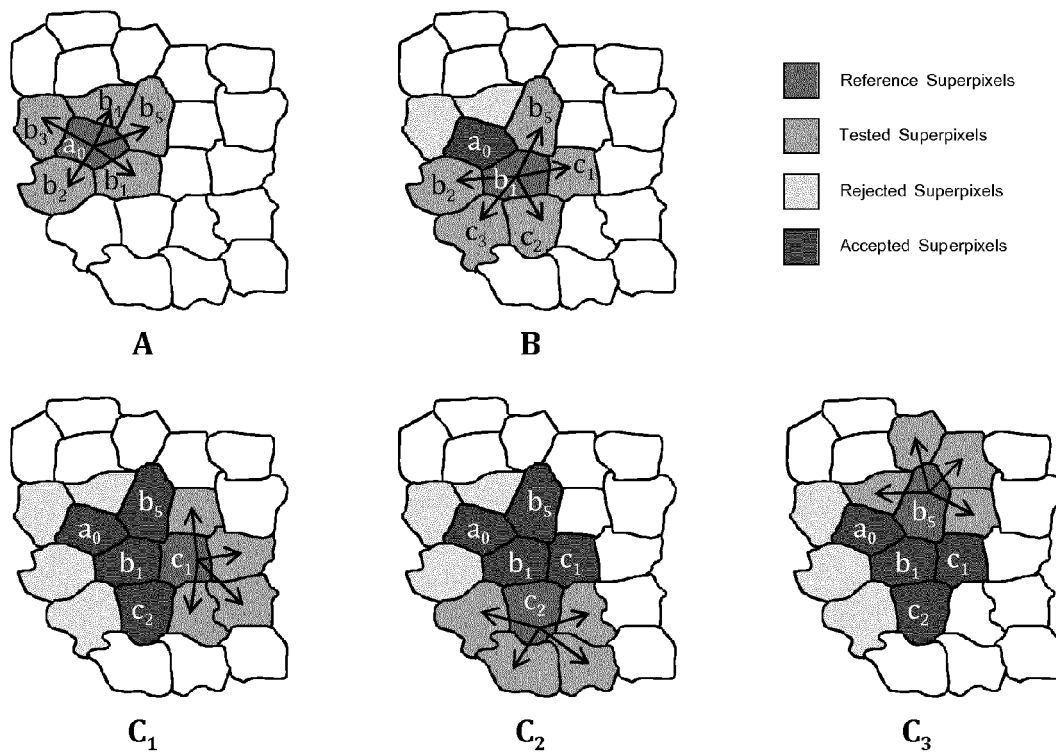 b₄
b₅
b₃
a₀
b₂
b₁
A
b₅
a₀
c₁
b₂
b₁
c₃
c₂
B
Reference Superpixels
Tested Superpixels
Rejected Superpixels
Accepted Superpixels
b₅
a₀
b₁
c₁
c₂
C₁
b₅
a₀
b₁
c₁
c₂
C₂
b₅
a₀
b₁
c₁
c₂
C₃